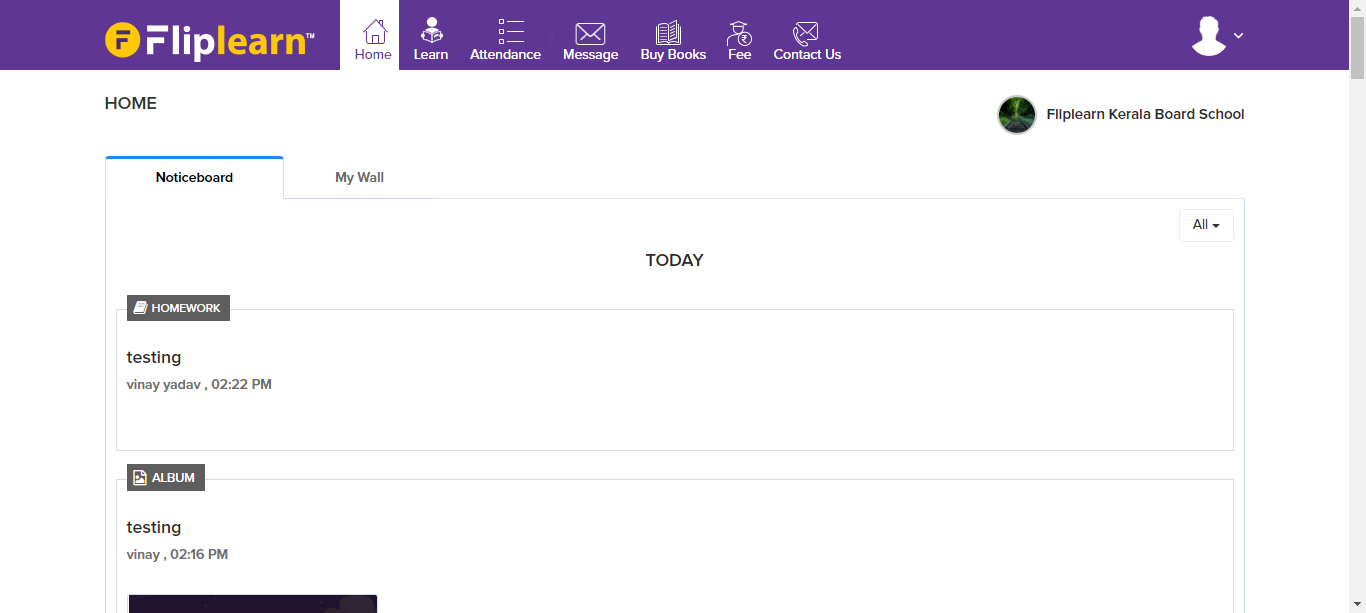 Fliplearn™
Home
Learn
Attendance
Message
Buy Books
Fee
Contact Us
HOME
Fliplearn Kerala Board School
Noticeboard
My Wall
All
TODAY
HOMEWORK
testing
vinay yadav , 02:22 PM
ALBUM
testing
vinay , 02:16 PM